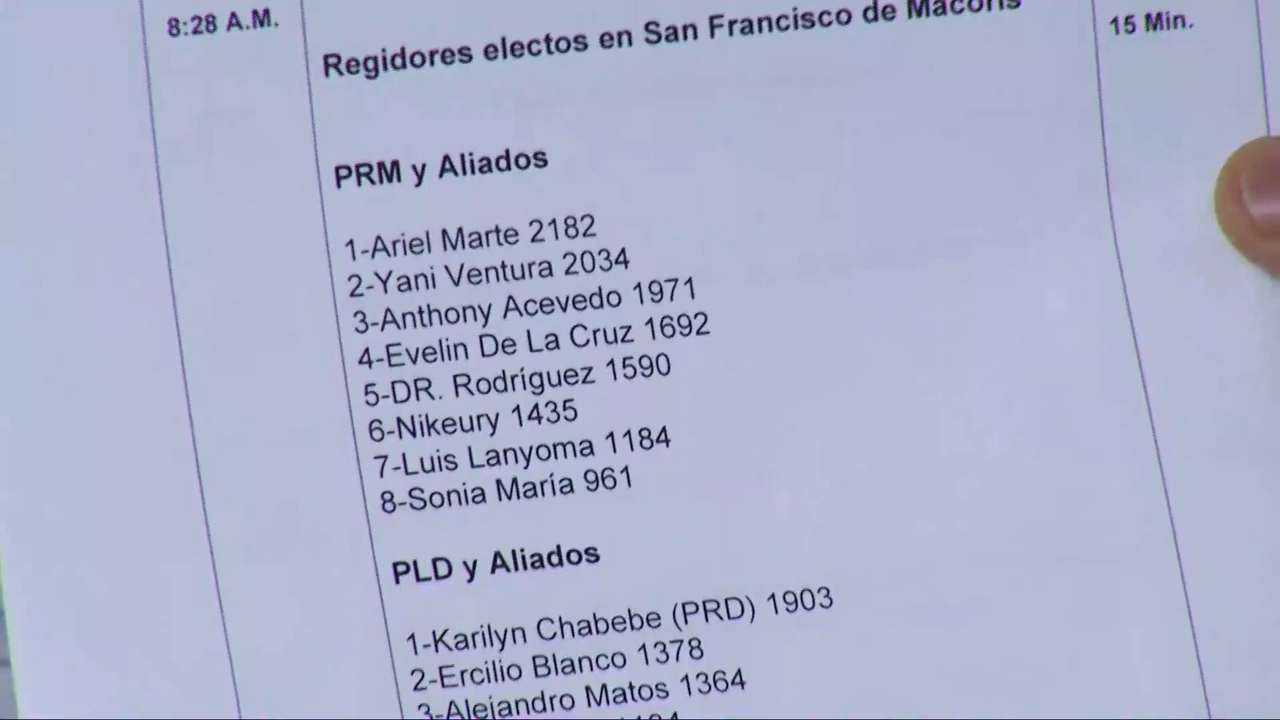 8:28 A.M.
Regidores electos en San Francisco de Macorís
15 Min.
PRM y Aliados
1-Ariel Marte 2182
2-Yani Ventura 2034
3-Anthony Acevedo 1971
4-Evelin De La Cruz 1692
5-DR. Rodríguez 1590
6-Nikeury 1435
7-Luis Lanyoma 1184
8-Sonia María 961
PLD y Aliados
1-Karilyn Chabebe (PRD) 1903
2-Ercilio Blanco 1378
3-Alejandro Matos 1364